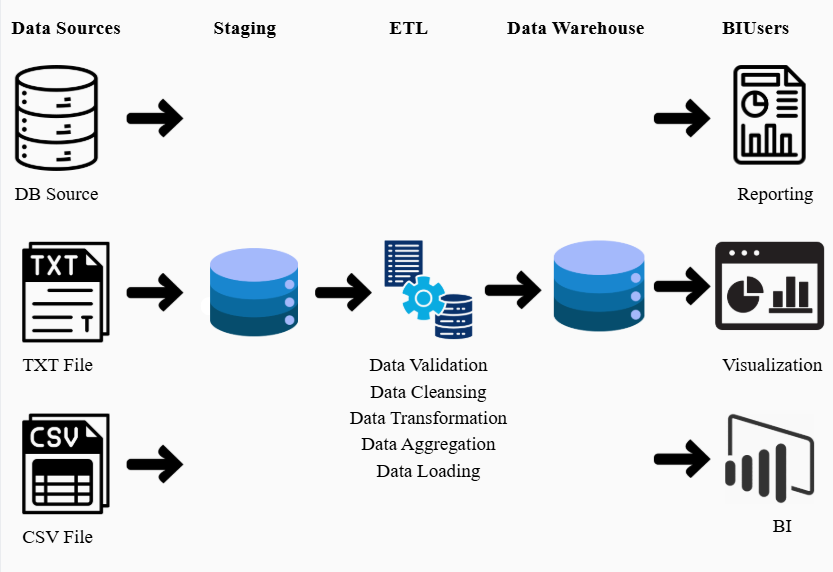 Data Sources
Staging
ETL
Data Warehouse
BIUsers
DB Source
Reporting
TXT
T
TXT File
Data Validation
Visualization
Data Cleansing
Data Transformation
CSV
Data Aggregation
Data Loading
CSV File
BI